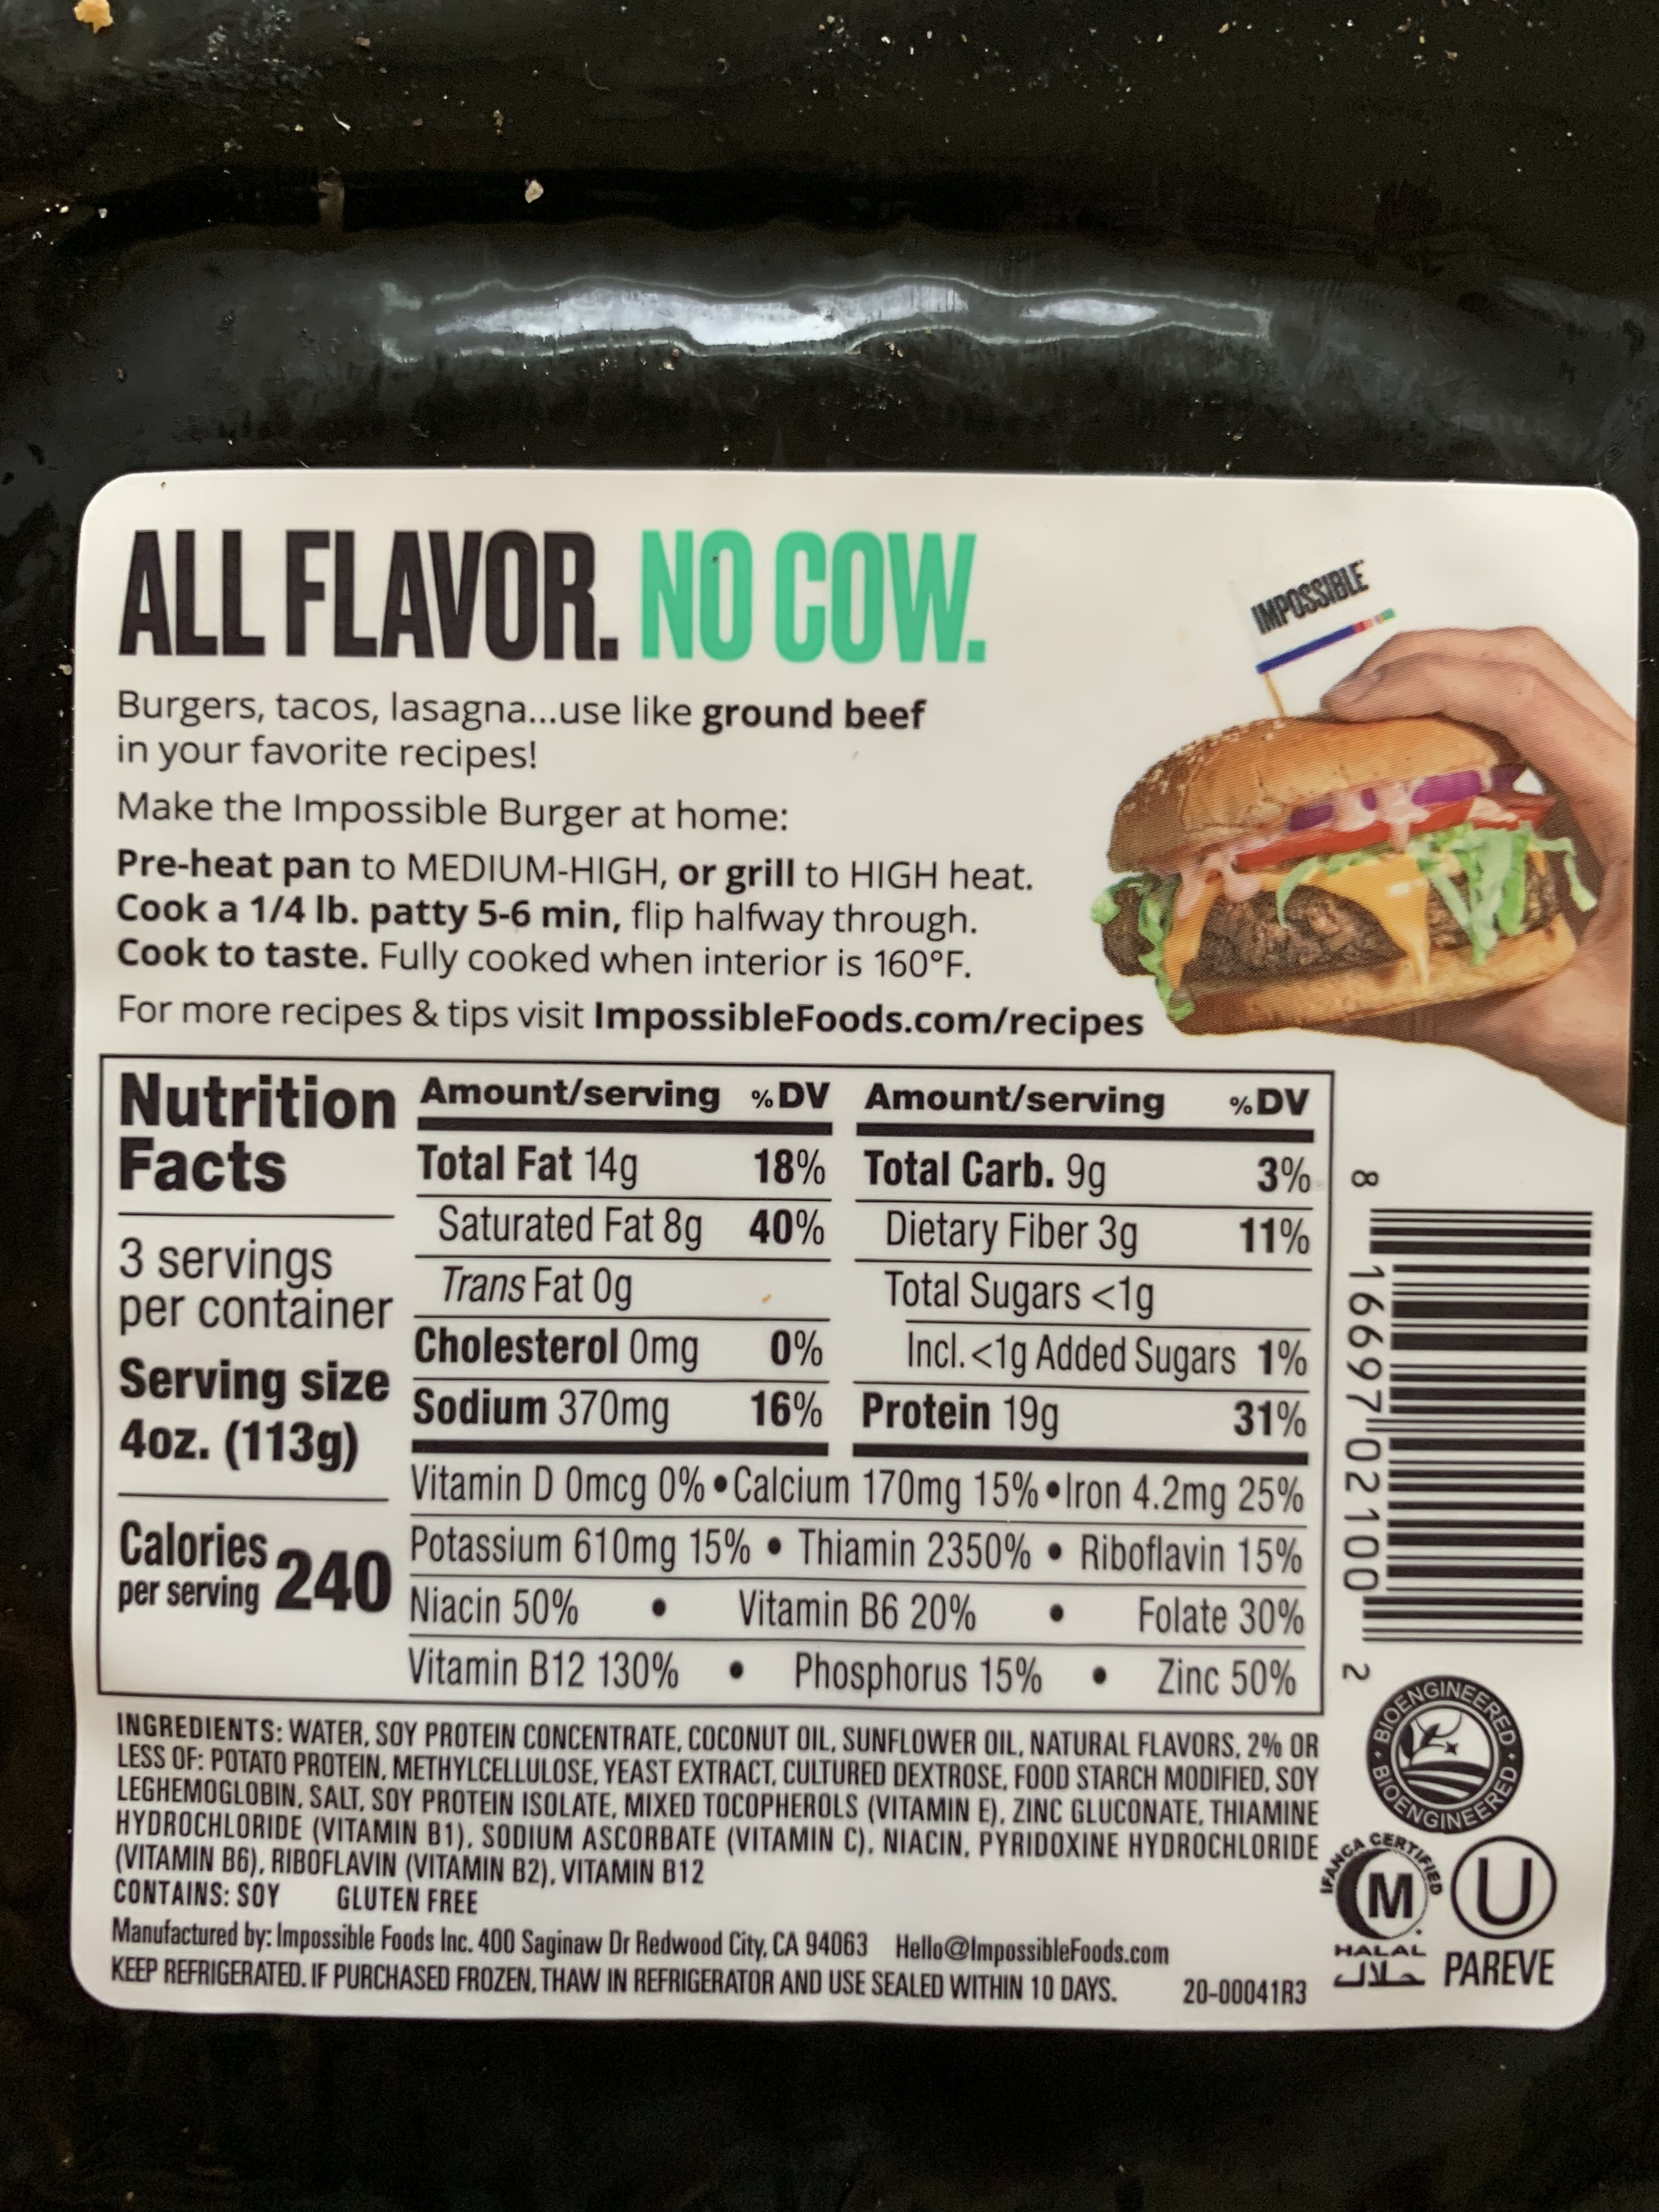 ALL FLAVOR. NO COW.
IMPOSSIBLE
Burgers, tacos, lasagna...use like ground beef
in your favorite recipes!
Make the Impossible Burger at home:
Pre-heat pan to MEDIUM-HIGH, or grill to HIGH heat.
Cook a 1/4 lb. patty 5-6 min, flip halfway through.
Cook to taste. Fully cooked when interior is 160°F.
For more recipes & tips visit ImpossibleFoods.com/recipes
Nutrition
Facts
3 servings
per container
Serving size
4oz. (113g)
Calories
per serving
240
Amount/serving %DV
Total Fat 14g 18%
Saturated Fat 8g 40%
Trans Fat 0g
Cholesterol 0mg 0%
Sodium 370mg 16%
Amount/serving %DV
Total Carb. 9g 3%
Dietary Fiber 3g 11%
Total Sugars <1g
Incl.<1g Added Sugars 1%
Protein 19g 31%
Vitamin D 0mcg 0% • Calcium 170mg 15% • Iron 4.2mg 25%
Potassium 610mg 15% • Thiamin 2350% • Riboflavin 15%
Niacin 50% • Vitamin B6 20% • Folate 30%
Vitamin B12 130% • Phosphorus 15% • Zinc 50%
8 16697 02100 2
INGREDIENTS: WATER, SOY PROTEIN CONCENTRATE, COCONUT OIL, SUNFLOWER OIL, NATURAL FLAVORS, 2% OR
LESS OF: POTATO PROTEIN, METHYLCELLULOSE, YEAST EXTRACT, CULTURED DEXTROSE, FOOD STARCH MODIFIED, SOY
LEGHEMOGLOBIN, SALT, SOY PROTEIN ISOLATE, MIXED TOCOPHEROLS (VITAMIN E), ZINC GLUCONATE, THIAMINE
HYDROCHLORIDE (VITAMIN B1), SODIUM ASCORBATE (VITAMIN C), NIACIN, PYRIDOXINE HYDROCHLORIDE
(VITAMIN B6), RIBOFLAVIN (VITAMIN B2), VITAMIN B12
CONTAINS: SOY GLUTEN FREE
Manufactured by: Impossible Foods Inc. 400 Saginaw Dr Redwood City, CA 94063 Hello@ImpossibleFoods.com
KEEP REFRIGERATED. IF PURCHASED FROZEN, THAW IN REFRIGERATOR AND USE SEALED WITHIN 10 DAYS. 20-00041R3
BIOENGINEERED • BIOENGINEERED •
IFANCA CERTIFIED
M
HALAL
حلال
U
PAREVE